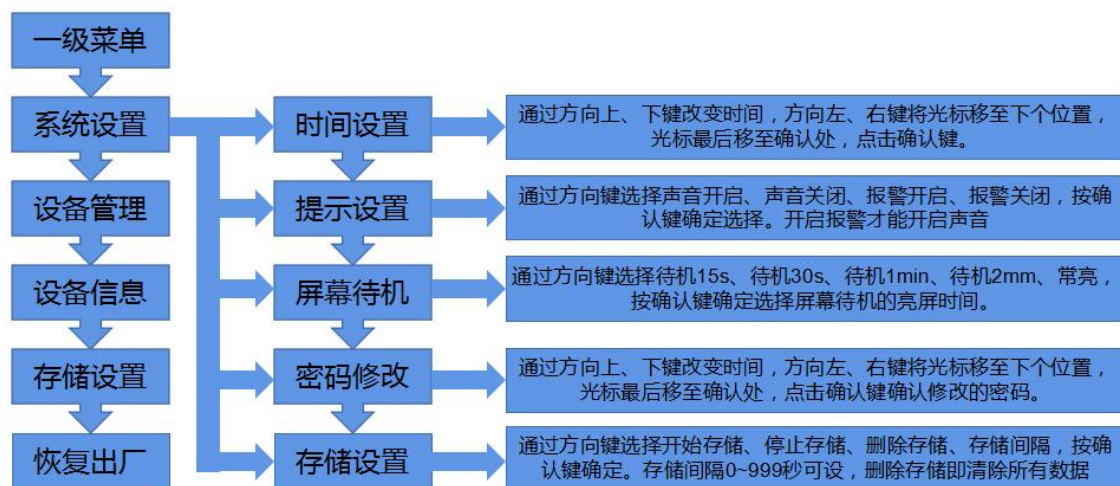 一级菜单
系统设置
时间设置
通过方向上、下键改变时间，方向左、右键将光标移至下个位置，
光标最后移至确认处，点击确认键。
设备管理
提示设置
通过方向键选择声音开启、声音关闭、报警开启、报警关闭，按确
认键确定选择。开启报警才能开启声音
设备信息
屏幕待机
通过方向键选择待机15s、待机30s、待机1min、待机2mm、常亮，
按确认键确定选择屏幕待机的亮屏时间。
存储设置
密码修改
通过方向上、下键改变时间，方向左、右键将光标移至下个位置，
光标最后移至确认处，点击确认键确认修改的密码。
恢复出厂
存储设置
通过方向键选择开始存储、停止存储、删除存储、存储间隔，按确
认键确定。存储间隔0~999秒可设，删除存储即清除所有数据